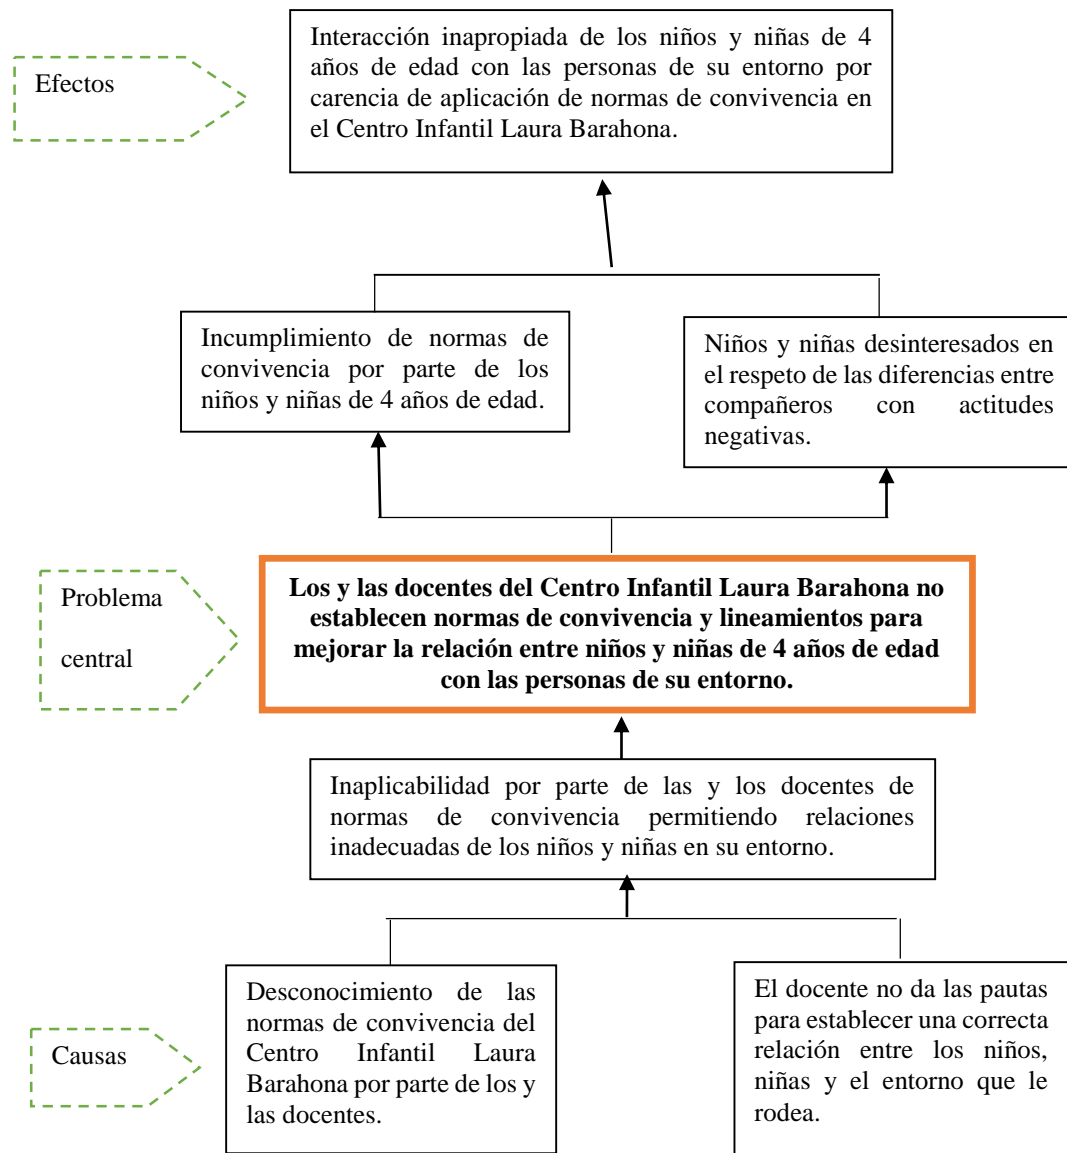 Efectos
Interacción inapropiada de los niños y niñas de 4
años de edad con las personas de su entorno por
carencia de aplicación de normas de convivencia en
el Centro Infantil Laura Barahona.
Incumplimiento de normas de
convivencia por parte de los
niños y niñas de 4 años de edad.
Niños y niñas desinteresados en
el respeto de las diferencias entre
compañeros con actitudes
negativas.
Problema
central
Los y las docentes del Centro Infantil Laura Barahona no
establecen normas de convivencia y lineamientos para
mejorar la relación entre niños y niñas de 4 años de edad
con las personas de su entorno.
Inaplicabilidad por parte de las y los docentes de
normas de convivencia permitiendo relaciones
inadecuadas de los niños y niñas en su entorno.
Causas
Desconocimiento de las
normas de convivencia del
Centro Infantil Laura
Barahona por parte de los y
las docentes.
El docente no da las pautas
para establecer una correcta
relación entre los niños,
niñas y el entorno que le
rodea.